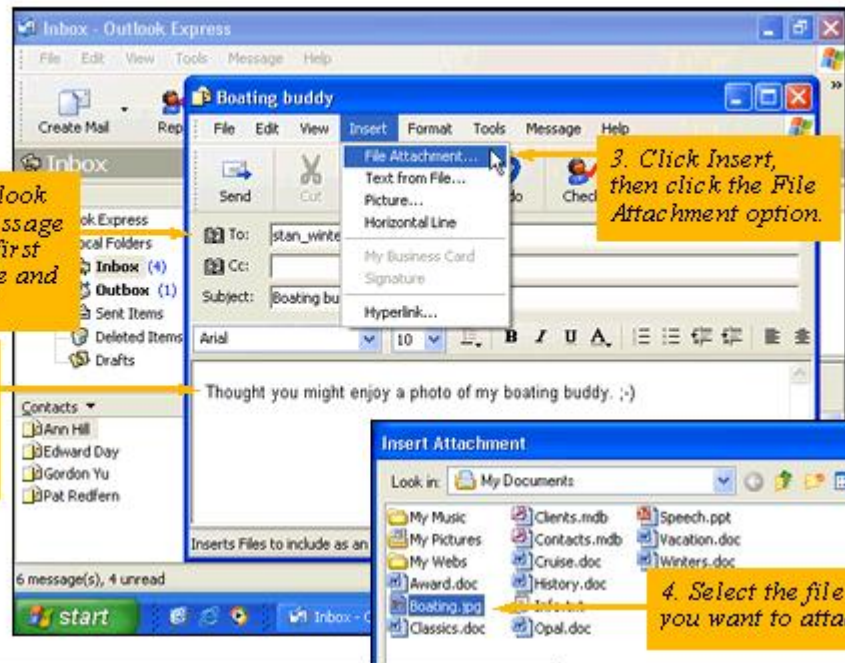 Inbox - Outlook Express
File Edit View Tools Message Help
Create Mail
Inbox
look
ssage
first
e and
Outlook Express
Local Folders
Inbox (4)
Outbox (1)
Sent Items
Deleted Items
Drafts
Contacts
Ann Hill
Edward Day
Gordon Yu
Pat Redfern
6 message(s), 4 unread
start
Boating buddy
File Edit View Insert Format Tools Message Help
Send Cut
File Attachment...
Text from File...
Picture...
Horizontal Line
My Business Card
Signature
Hyperlink...
To: stan_winte
Cc:
Subject: Boating bu
Arial 10 B I U A
3. Click Insert,
then click the File
Attachment option.
Thought you might enjoy a photo of my boating buddy. ;-)
Inserts Files to include as an
Insert Attachment
Look in: My Documents
My Music Clients.mdb Speech.ppt
My Pictures Contacts.mdb Vacation.doc
My Webs Cruise.doc Winters.doc
Award.doc History.doc
Boating.jpg
Classics.doc Opal.doc
4. Select the file
you want to atta